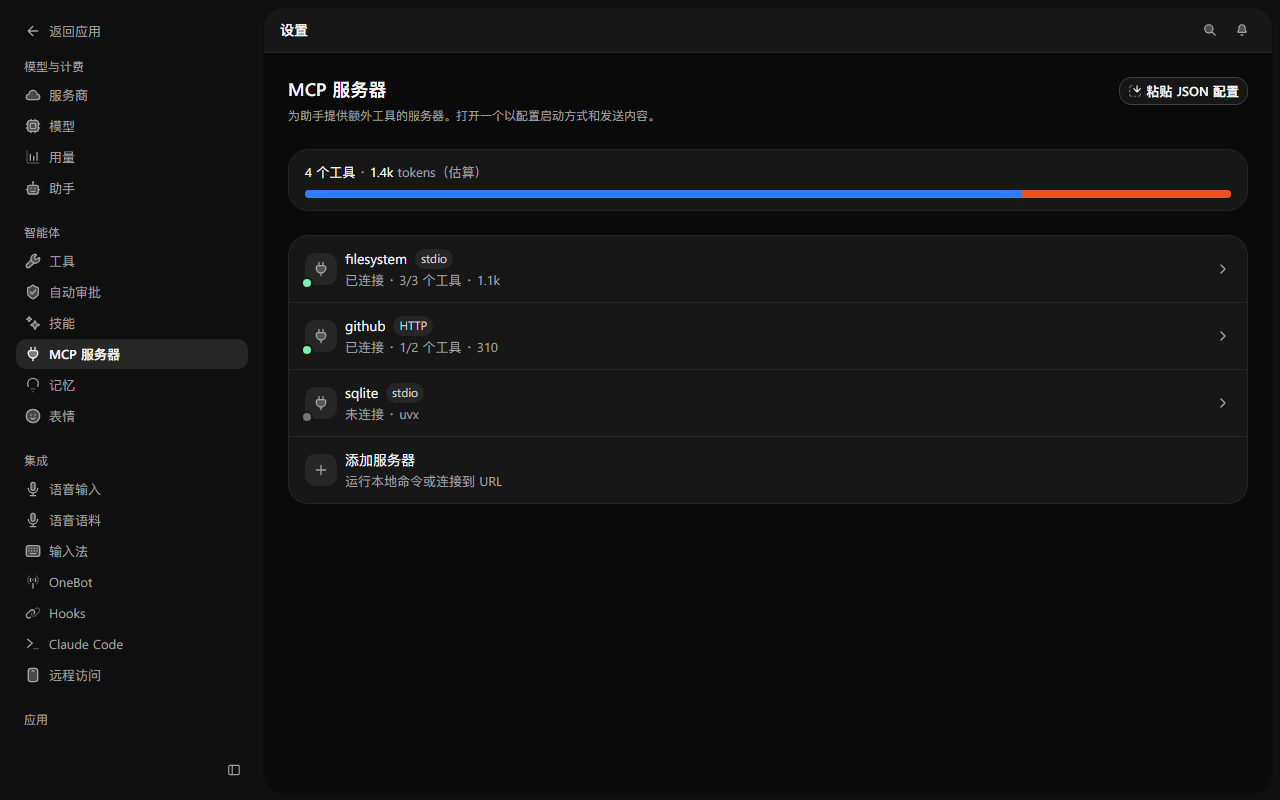 返回应用
模型与计费
服务商
模型
用量
助手
智能体
工具
自动审批
技能
MCP 服务器
记忆
表情
集成
语音输入
语音语料
输入法
OneBot
Hooks
Claude Code
远程访问
应用
设置
MCP 服务器
粘贴 JSON 配置
为助手提供额外工具的服务器。打开一个以配置启动方式和发送内容。
4 个工具 · 1.4k tokens（估算）
filesystem stdio
已连接 · 3/3 个工具 · 1.1k
github HTTP
已连接 · 1/2 个工具 · 310
sqlite stdio
未连接 · uvx
添加服务器
运行本地命令或连接到 URL